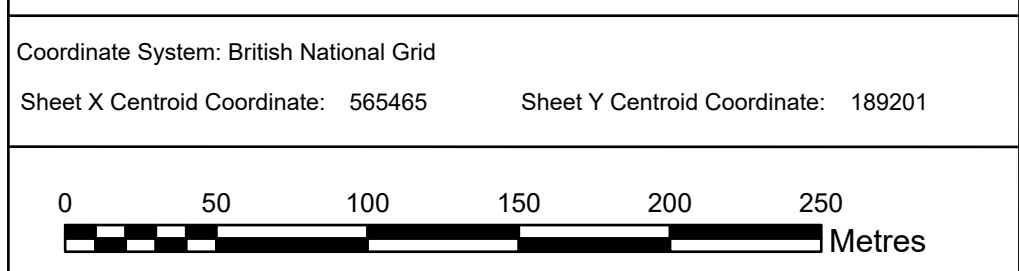 Coordinate System: British National Grid
Sheet X Centroid Coordinate: 565465 Sheet Y Centroid Coordinate: 189201
0 50 100 150 200 250
Metres